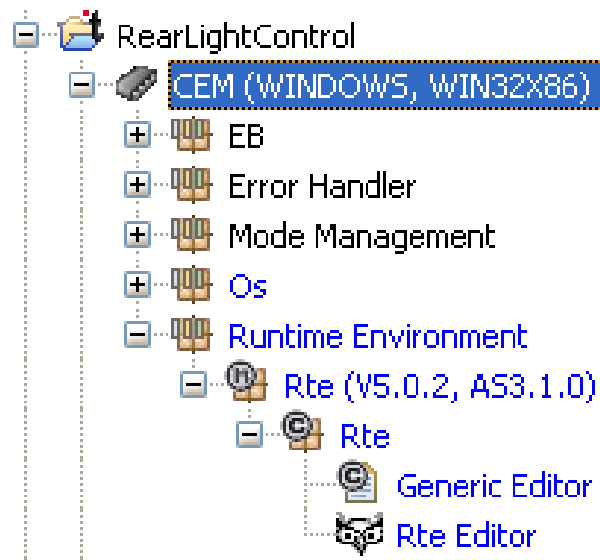 RearLightControl
CEM (WINDOWS, WIN32X86)
EB
Error Handler
Mode Management
Os
Runtime Environment
Rte (V5.0.2, AS3.1.0)
Rte
Generic Editor
Rte Editor